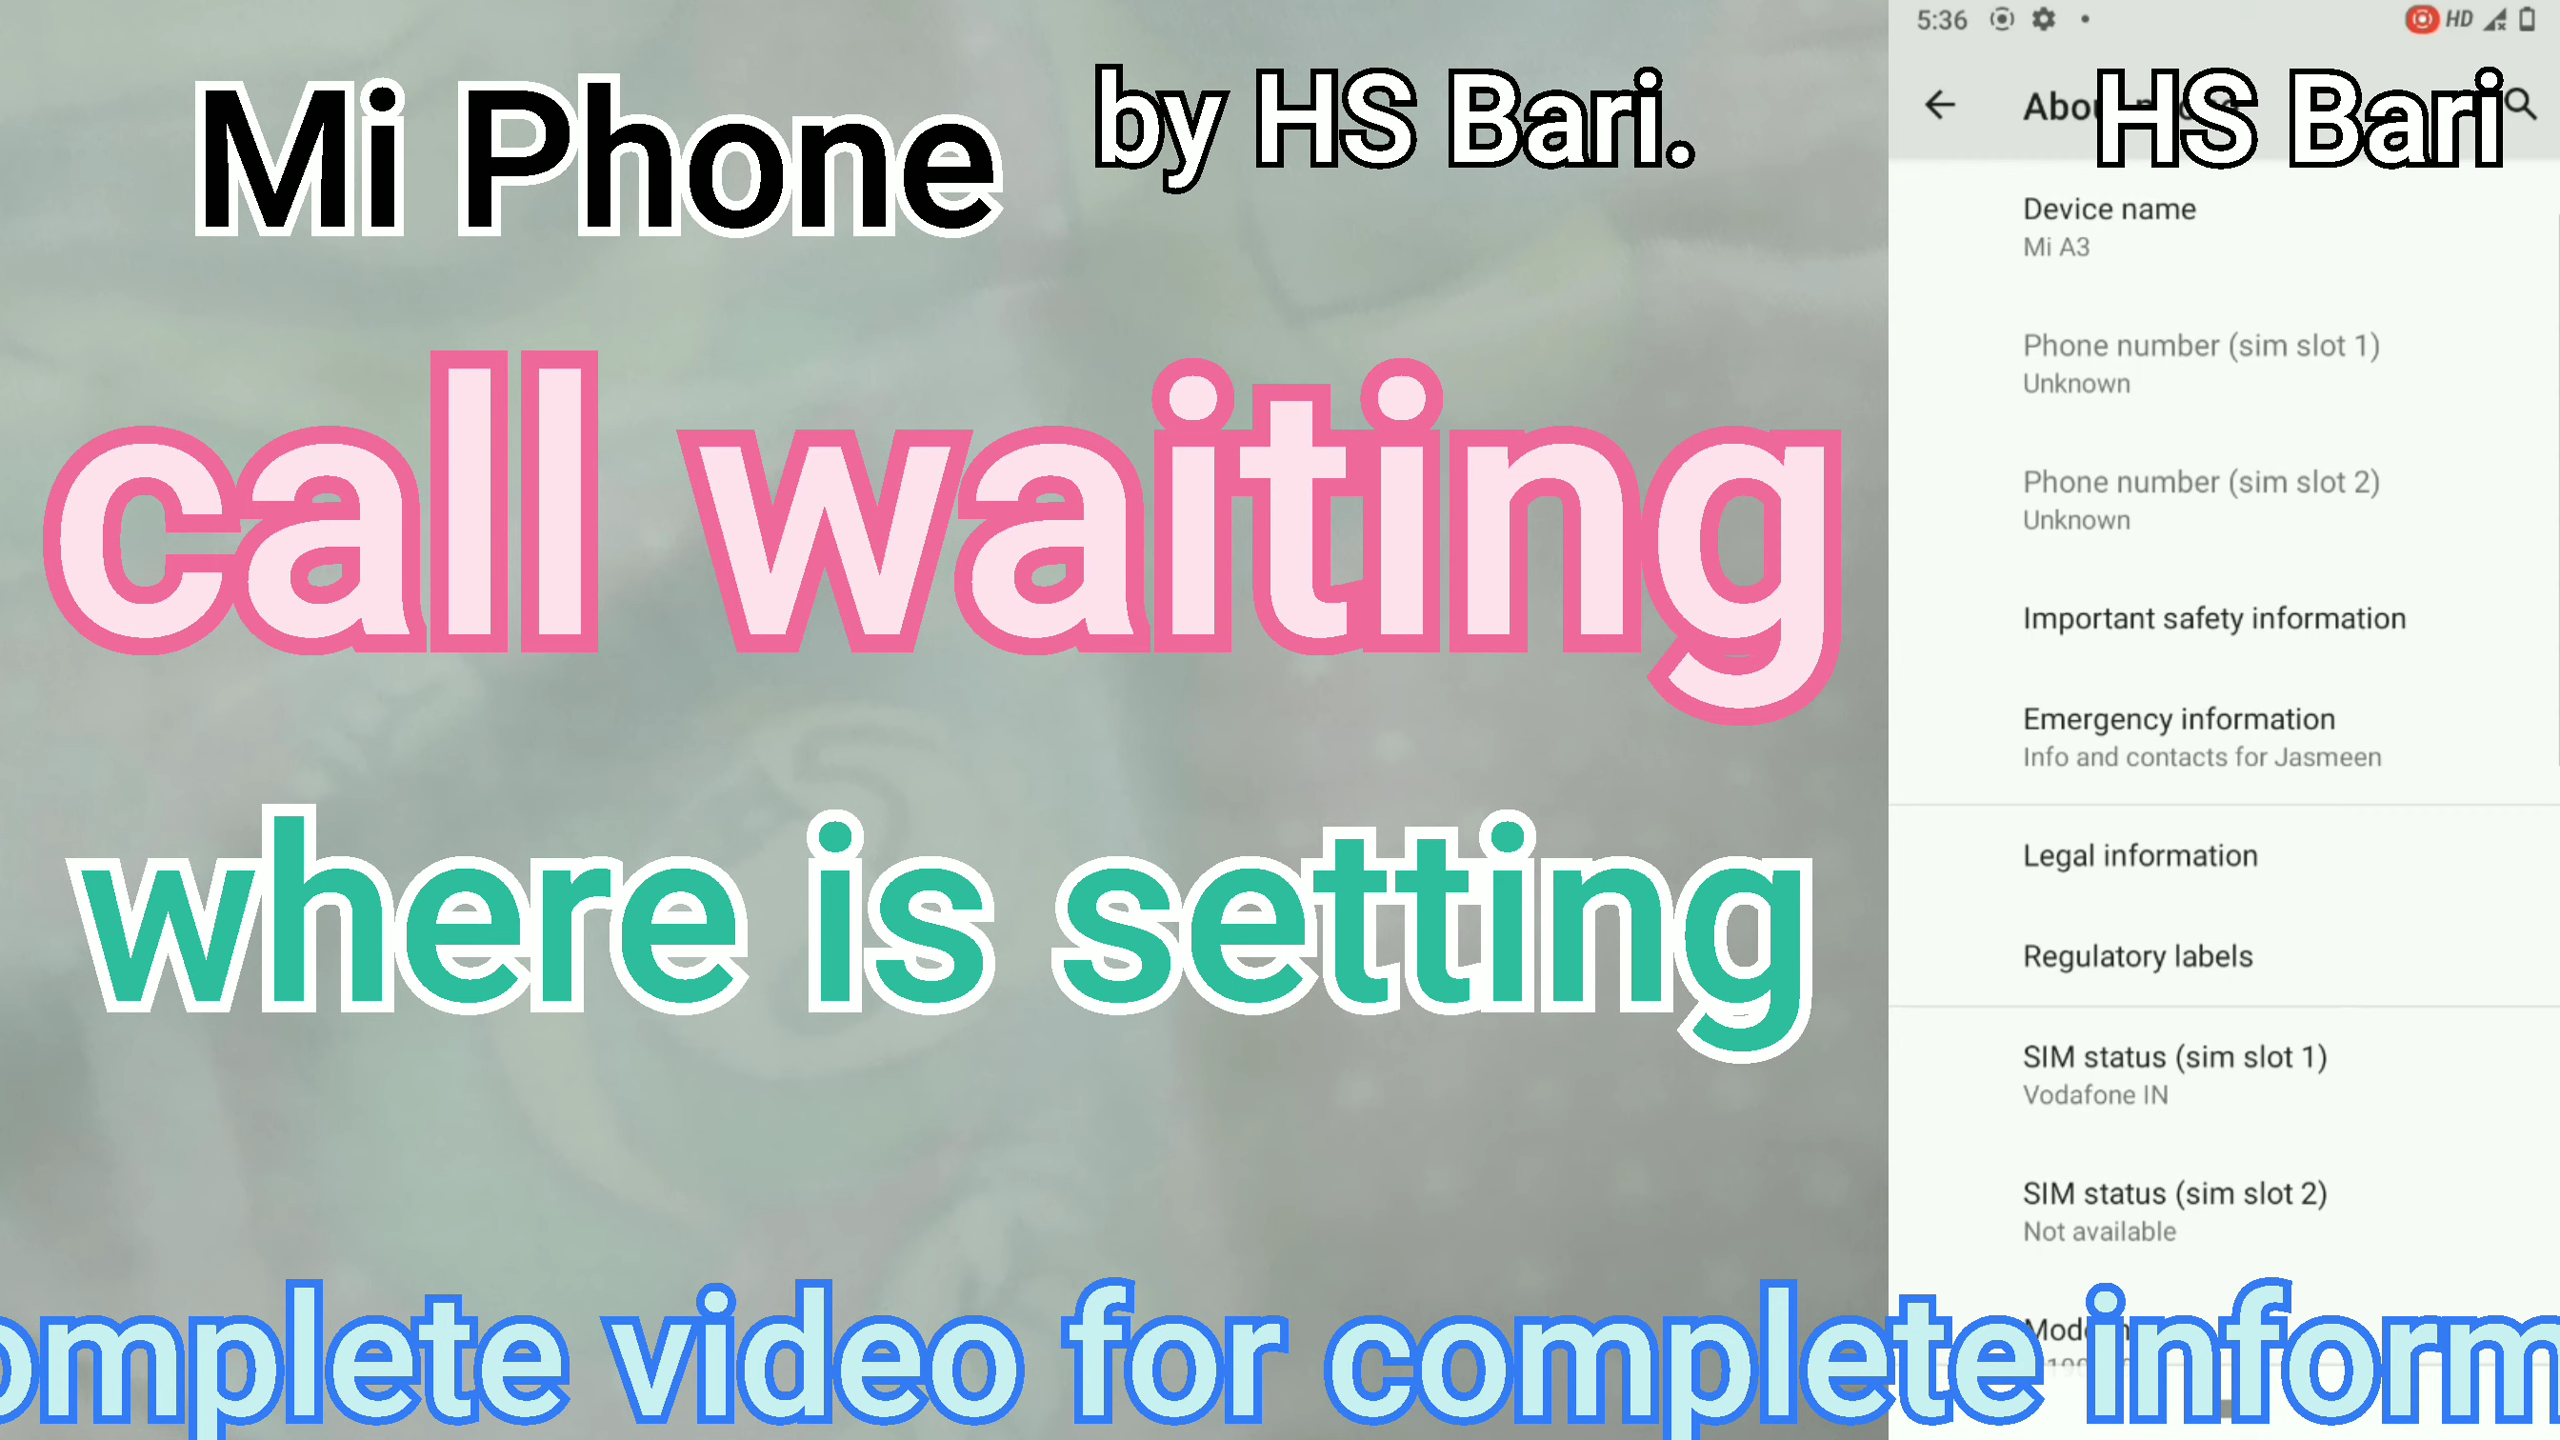 Mi Phone
by HS Bari.
call waiting
where is setting
omplete video for complete inform
5:36
HD
HS Bari
Device name
Mi A3
Phone number (sim slot 1)
Unknown
Phone number (sim slot 2)
Unknown
Important safety information
Emergency information
Info and contacts for Jasmeen
Legal information
Regulatory labels
SIM status (sim slot 1)
Vodafone IN
SIM status (sim slot 2)
Not available